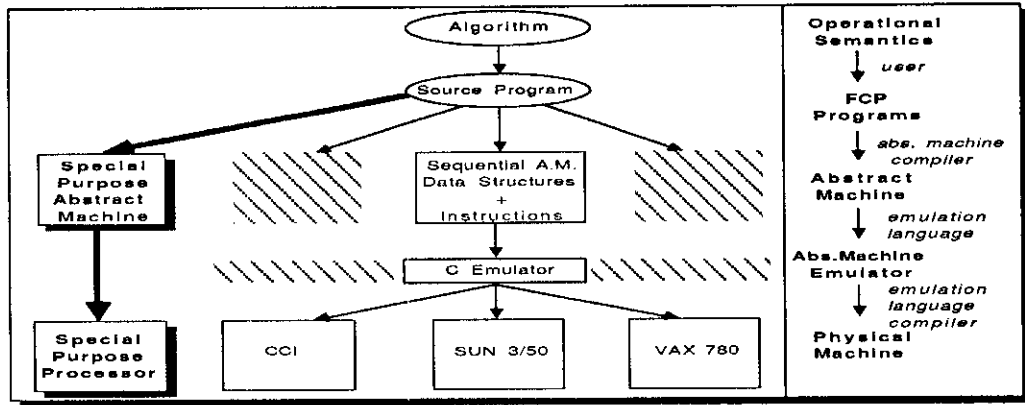 Algorithm
Source Program
Special
Purpose
Abstract
Machine
Sequential A.M.
Data Structures
+
Instructions
C Emulator
Special
Purpose
Processor
CCI
SUN 3/50
VAX 780
Operational
Semantics
user
FCP
Programs
abs. machine
compiler
Abstract
Machine
emulation
language
Abs.Machine
Emulator
emulation
language
compiler
Physical
Machine